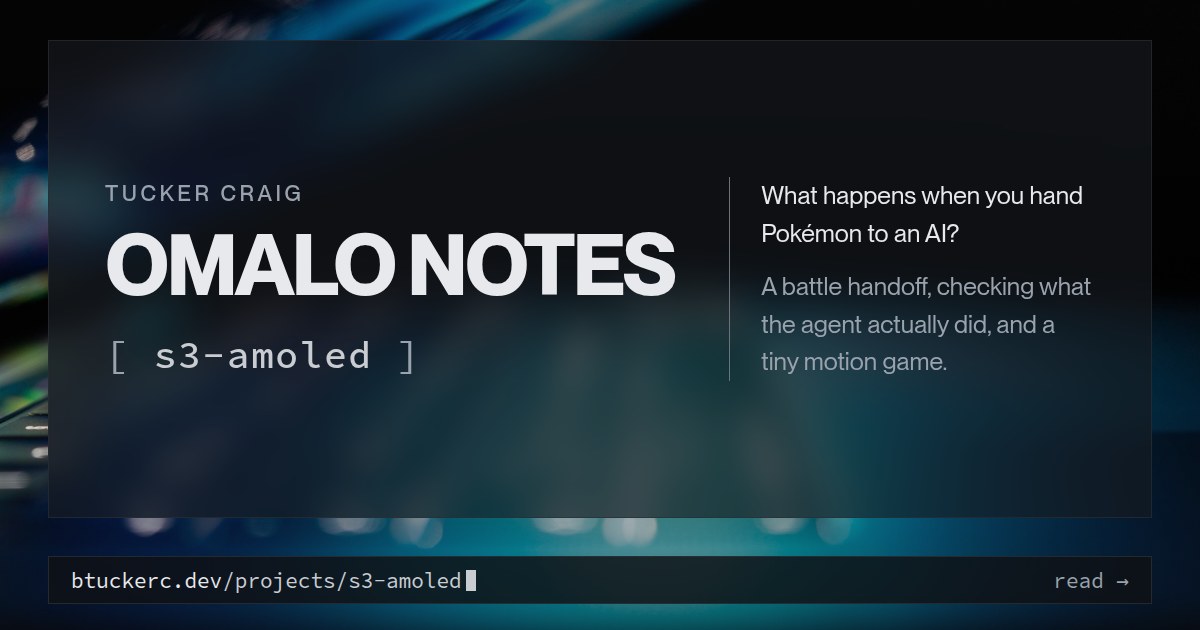 TUCKER CRAIG
OMALO NOTES
[ s3-amoled ]
What happens when you hand
Pokémon to an AI?
A battle handoff, checking what
the agent actually did, and a
tiny motion game.
btuckerc.dev/projects/s3-amoled
read →